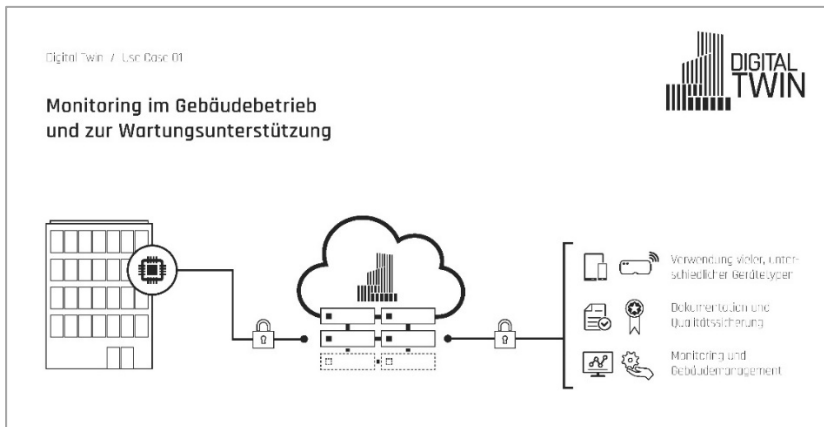 Digital Twin / Use Case 01
DIGITAL
TWIN
Monitoring im Gebäudebetrieb
und zur Wartungsunterstützung
Verwendung vieler, unter-
schiedlicher Gerätetypen
Dokumentation und
Qualitätssicherung
Monitoring und
Gebäudemanagement